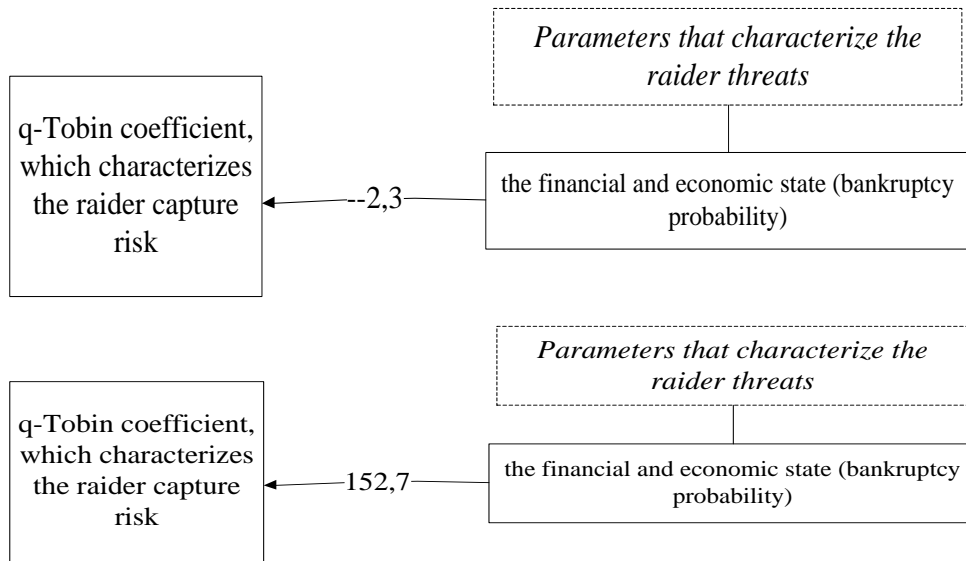 Parameters that characterize the
raider threats
q-Tobin coefficient,
which characterizes
the raider capture
risk
--2,3
the financial and economic state (bankruptcy
probability)
Parameters that characterize the
raider threats
q-Tobin coefficient,
which characterizes
the raider capture
risk
152,7
the financial and economic state (bankruptcy
probability)